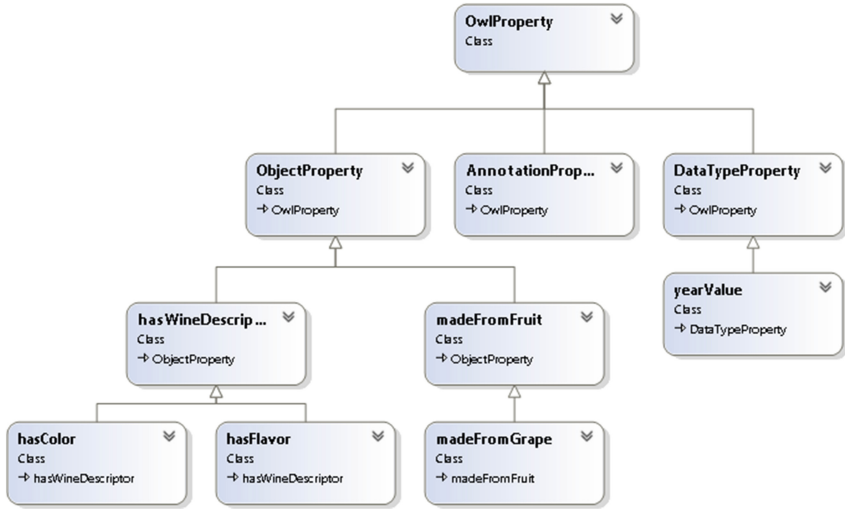 OwlProperty
Class
ObjectProperty
Class
OwlProperty
AnnotationProp...
Class
OwlProperty
DataTypeProperty
Class
OwlProperty
hasWineDescrip...
Class
ObjectProperty
madeFromFruit
Class
ObjectProperty
yearValue
Class
DataTypeProperty
hasColor
Class
hasWineDescriptor
hasFlavor
Class
hasWineDescriptor
madeFromGrape
Class
madeFromFruit